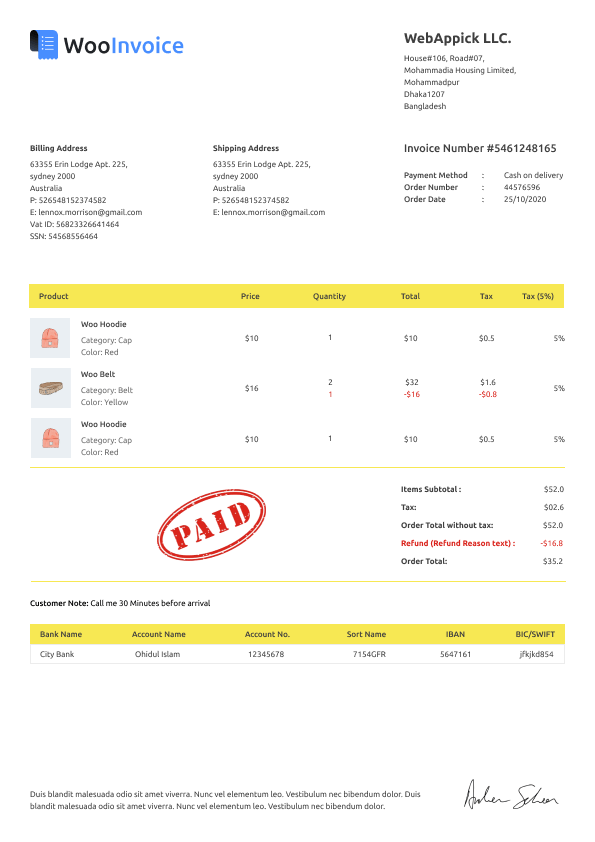 WooInvoice
WebAppick LLC.
House#106, Road#07,
Mohammadia Housing Limited,
Mohammadpur
Dhaka1207
Bangladesh
Billing Address
63355 Erin Lodge Apt. 225,
sydney 2000
Australia
P: 526548152374582
E: lennox.morrison@gmail.com
Vat ID: 56823326641464
SSN: 54568556464
Shipping Address
63355 Erin Lodge Apt. 225,
sydney 2000
Australia
P: 526548152374582
E: lennox.morrison@gmail.com
Invoice Number #5461248165
Payment Method : Cash on delivery
Order Number : 44576596
Order Date : 25/10/2020
Product Price Quantity Total Tax Tax (5%)
Woo Hoodie
Category: Cap
Color: Red
$10 1 $10 $0.5 5%
Woo Belt
Category: Belt
Color: Yellow
$16 2 $32 $1.6 5%
1 -$16 -$0.8
Woo Hoodie
Category: Cap
Color: Red
$10 1 $10 $0.5 5%
PAID
Items Subtotal : $52.0
Tax: $02.6
Order Total without tax: $52.0
Refund (Refund Reason text) : -$16.8
Order Total: $35.2
Customer Note: Call me 30 Minutes before arrival
Bank Name Account Name Account No. Sort Name IBAN BIC/SWIFT
City Bank Ohidul Islam 12345678 7154GFR 5647161 jfkjkd854
Duis blandit malesuada odio sit amet viverra. Nunc vel elementum leo. Vestibulum nec bibendum dolor. Duis
blandit malesuada odio sit amet viverra. Nunc vel elementum leo. Vestibulum nec bibendum dolor.